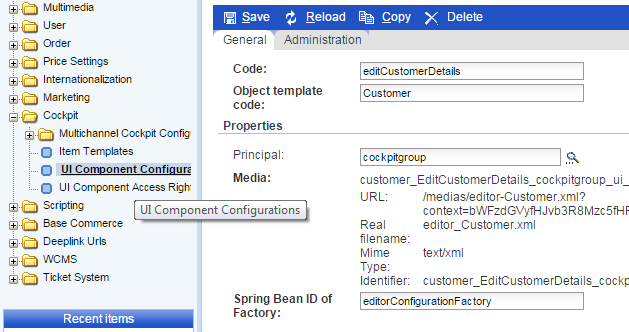 Multimedia
User
Order
Price Settings
Internationalization
Marketing
Cockpit
Multichannel Cockpit Config
Item Templates
UI Component Configura
UI Component Access Right
UI Component Configurations
Scripting
Base Commerce
Deeplink Urls
WCMS
Ticket System
Recent items
Save Reload Copy Delete
General Administration
Code: editCustomerDetails
Object template code: Customer
Properties
Principal: cockpitgroup
Media: customer_EditCustomerDetails_cockpitgroup_ui_
URL: /medias/editor-Customer.xml?
context=bWFzdGVyfHJvb3R8Mzc5fHR
Real filename: editor_Customer.xml
Mime Type: text/xml
Identifier: customer_EditCustomerDetails_cockp
Spring Bean ID of Factory: editorConfigurationFactory